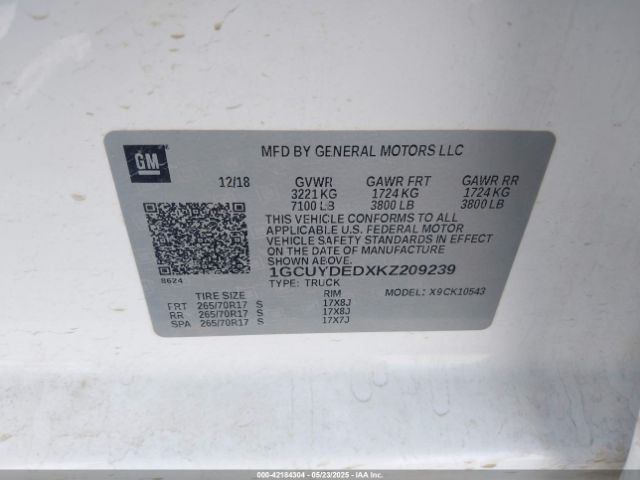 GM
MFD BY GENERAL MOTORS LLC
12/18 GVWR GAWR FRT GAWR RR
3221 KG 1724 KG 1724 KG
7100 LB 3800 LB 3800 LB
THIS VEHICLE CONFORMS TO ALL
APPLICABLE U.S. FEDERAL MOTOR
VEHICLE SAFETY STANDARDS IN EFFECT
ON THE DATE OF MANUFACTURE
SHOWN ABOVE.
8624
1GCUYDEDXKZ209239
TYPE: TRUCK MODEL: X9CK10543
TIRE SIZE RIM
FRT 265/70R17 S 17X8J
RR 265/70R17 S 17X8J
SPA 265/70R17 S 17X7J
000-42184304 - 05/23/2025 - IAA Inc.